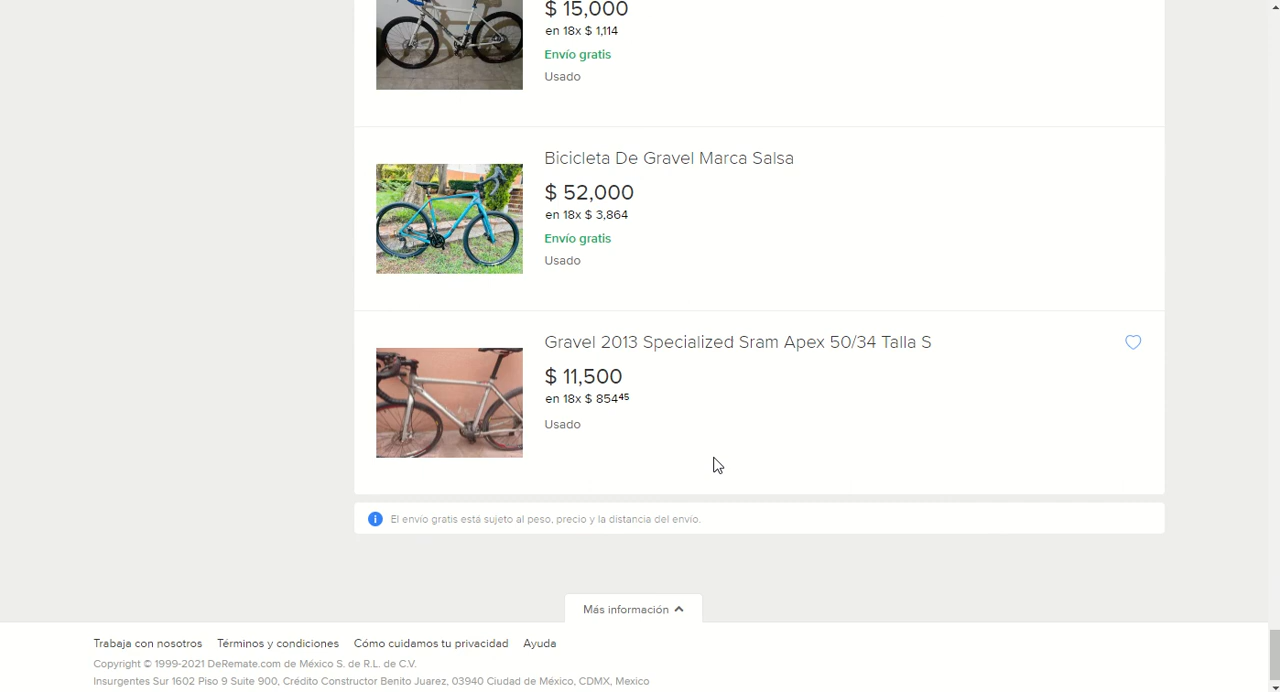 $ 15,000
en 18x $ 1,114
Envío gratis
Usado
Bicicleta De Gravel Marca Salsa
$ 52,000
en 18x $ 3,864
Envío gratis
Usado
Gravel 2013 Specialized Sram Apex 50/34 Talla S
$ 11,500
en 18x $ 854⁴⁵
Usado
El envío gratis está sujeto al peso, precio y la distancia del envío.
Más información
Trabaja con nosotros Términos y condiciones Cómo cuidamos tu privacidad Ayuda
Copyright © 1999-2021 DeRemate.com de México S. de R.L. de C.V.
Insurgentes Sur 1602 Piso 9 Suite 900, Crédito Constructor Benito Juarez, 03940 Ciudad de México, CDMX, Mexico